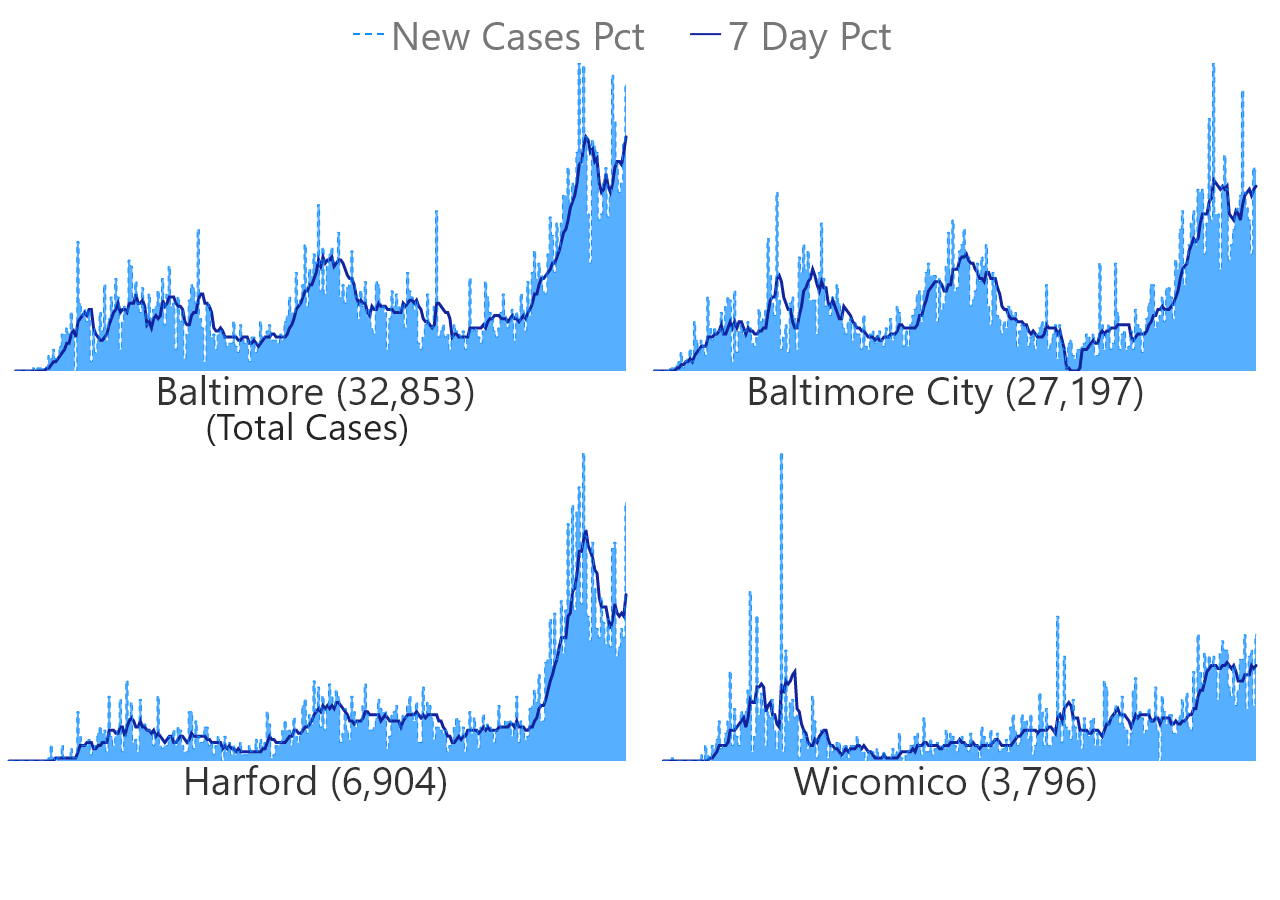 New Cases Pct 7 Day Pct
Baltimore (32,853)
(Total Cases)
Baltimore City (27,197)
Harford (6,904)
Wicomico (3,796)